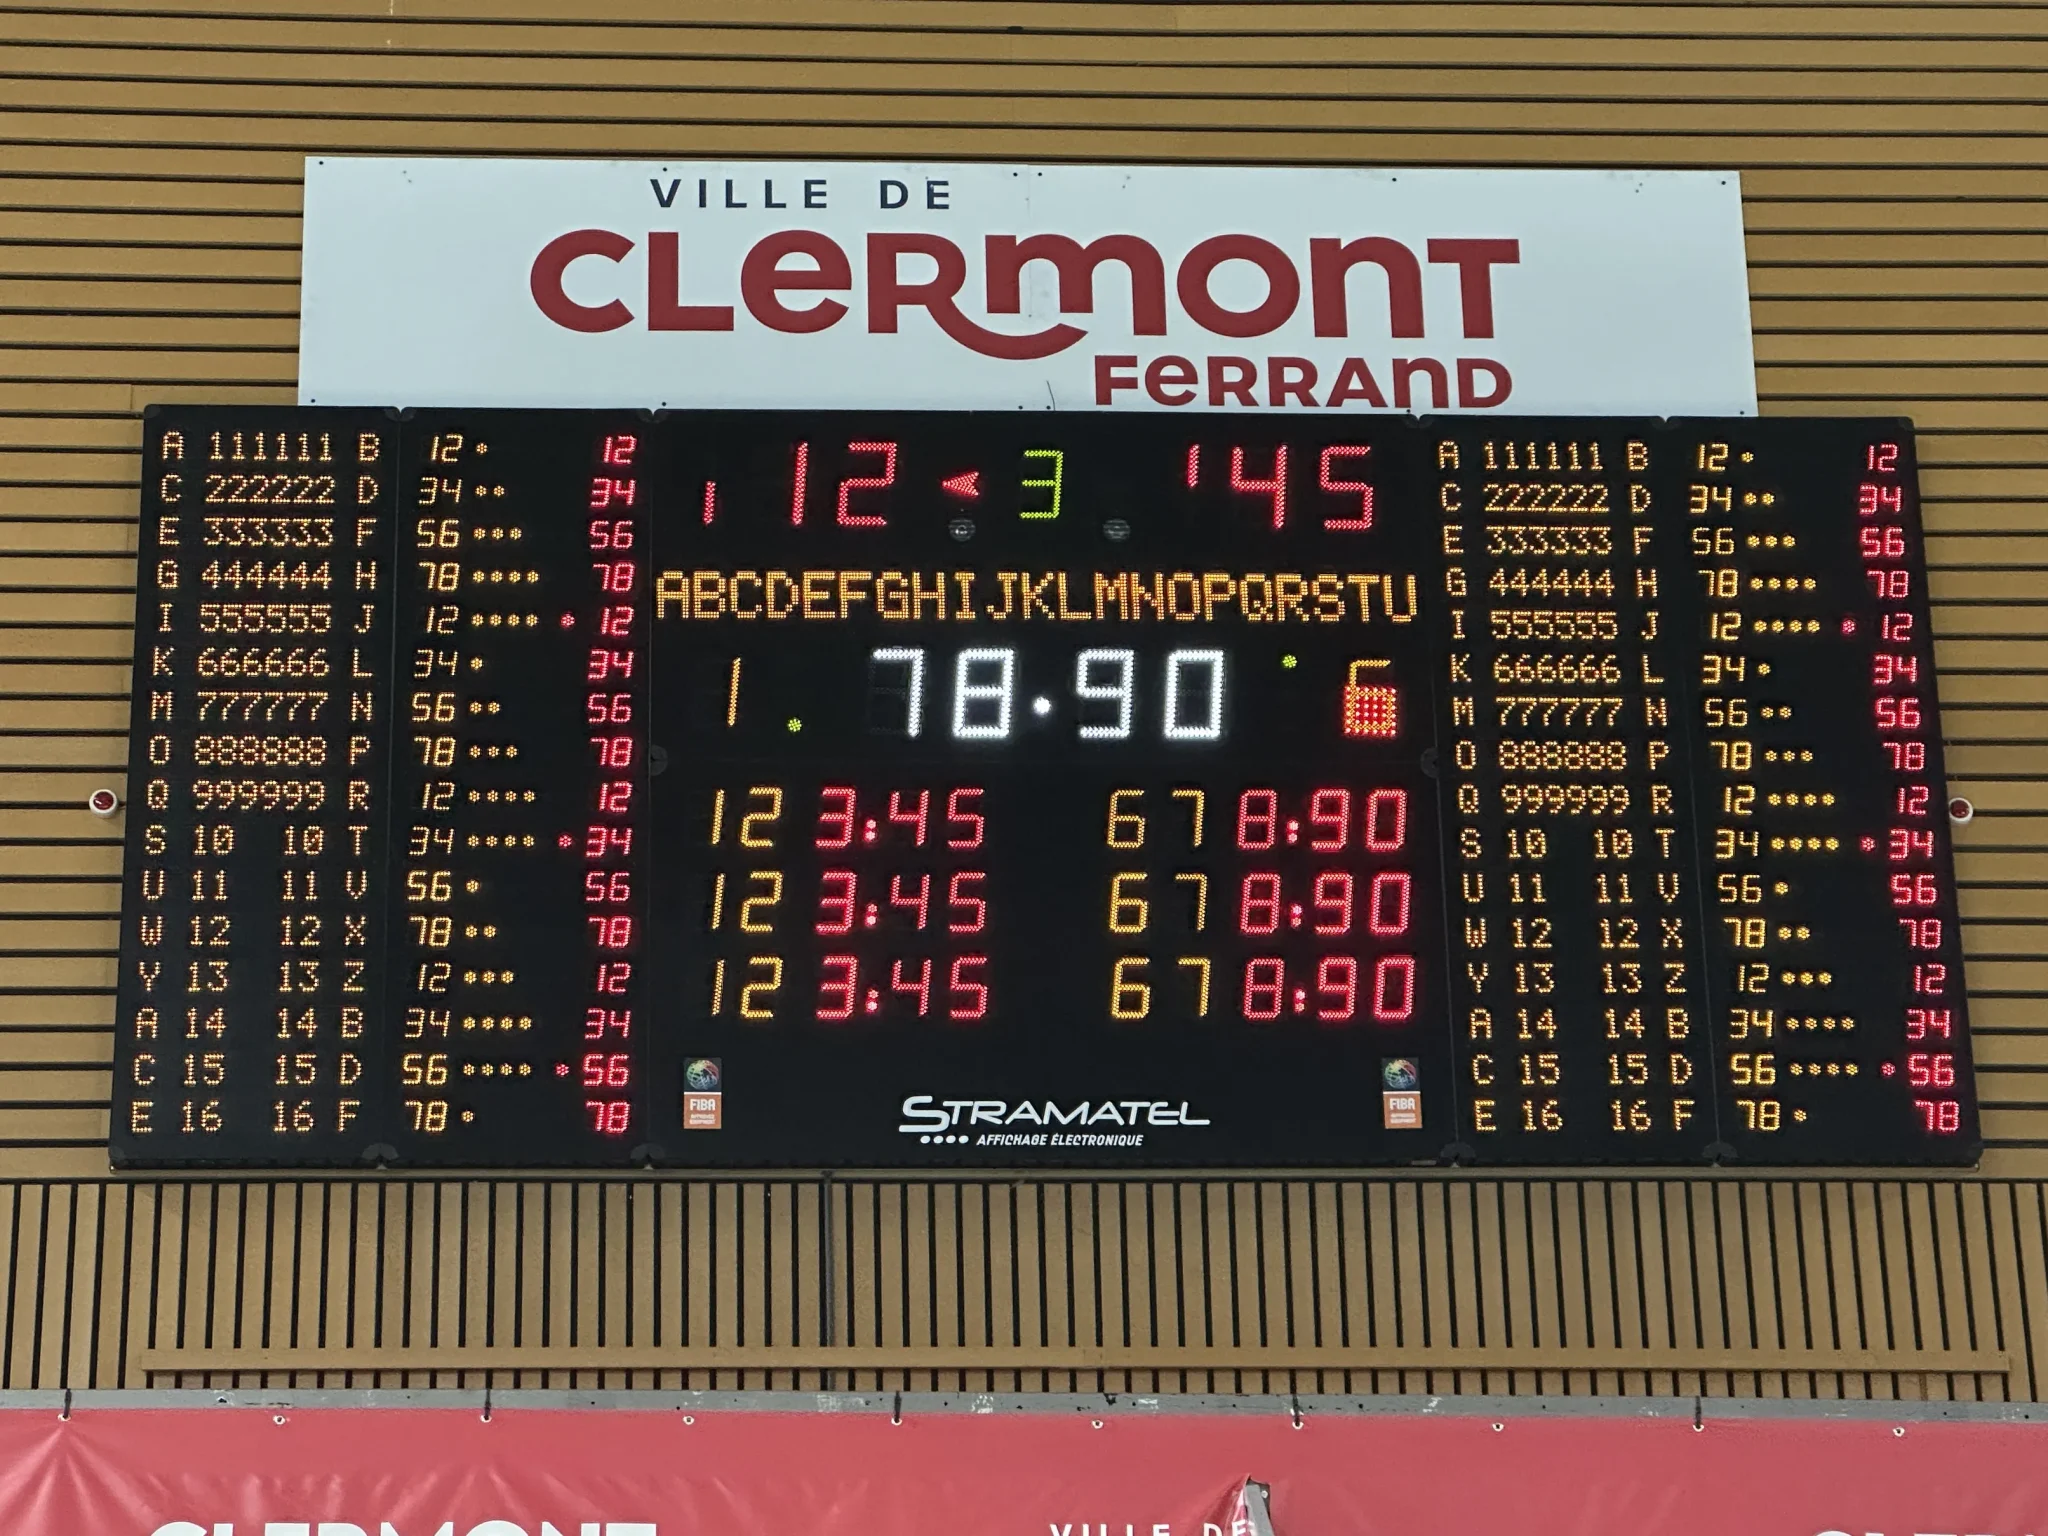 VILLE DE
CLERMONT
FERRAND
A 111111 B 12 12
C 222222 D 34 34
E 333333 F 56 56
G 444444 H 78 78
I 555555 J 12 12
K 666666 L 34 34
M 777777 N 56 56
O 888888 P 78 78
Q 999999 R 12 12
S 10 10 T 34 34
U 11 11 V 56 56
W 12 12 X 78 78
Y 13 13 Z 12 12
A 14 14 B 34 34
C 15 15 D 56 56
E 16 16 F 78 78
1 12 3 145
ABCDEFGHIJKLMNOPQRSTU
1 78.90 6
12 3:45 67 8:90
12 3:45 67 8:90
12 3:45 67 8:90
FIBA
STRAMATEL
AFFICHAGE ÉLECTRONIQUE
FIBA
A 111111 B 12 12
C 222222 D 34 34
E 333333 F 56 56
G 444444 H 78 78
I 555555 J 12 12
K 666666 L 34 34
M 777777 N 56 56
O 888888 P 78 78
Q 999999 R 12 12
S 10 10 T 34 34
U 11 11 V 56 56
W 12 12 X 78 78
Y 13 13 Z 12 12
A 14 14 B 34 34
C 15 15 D 56 56
E 16 16 F 78 78
CLERMONT
VILLE DE